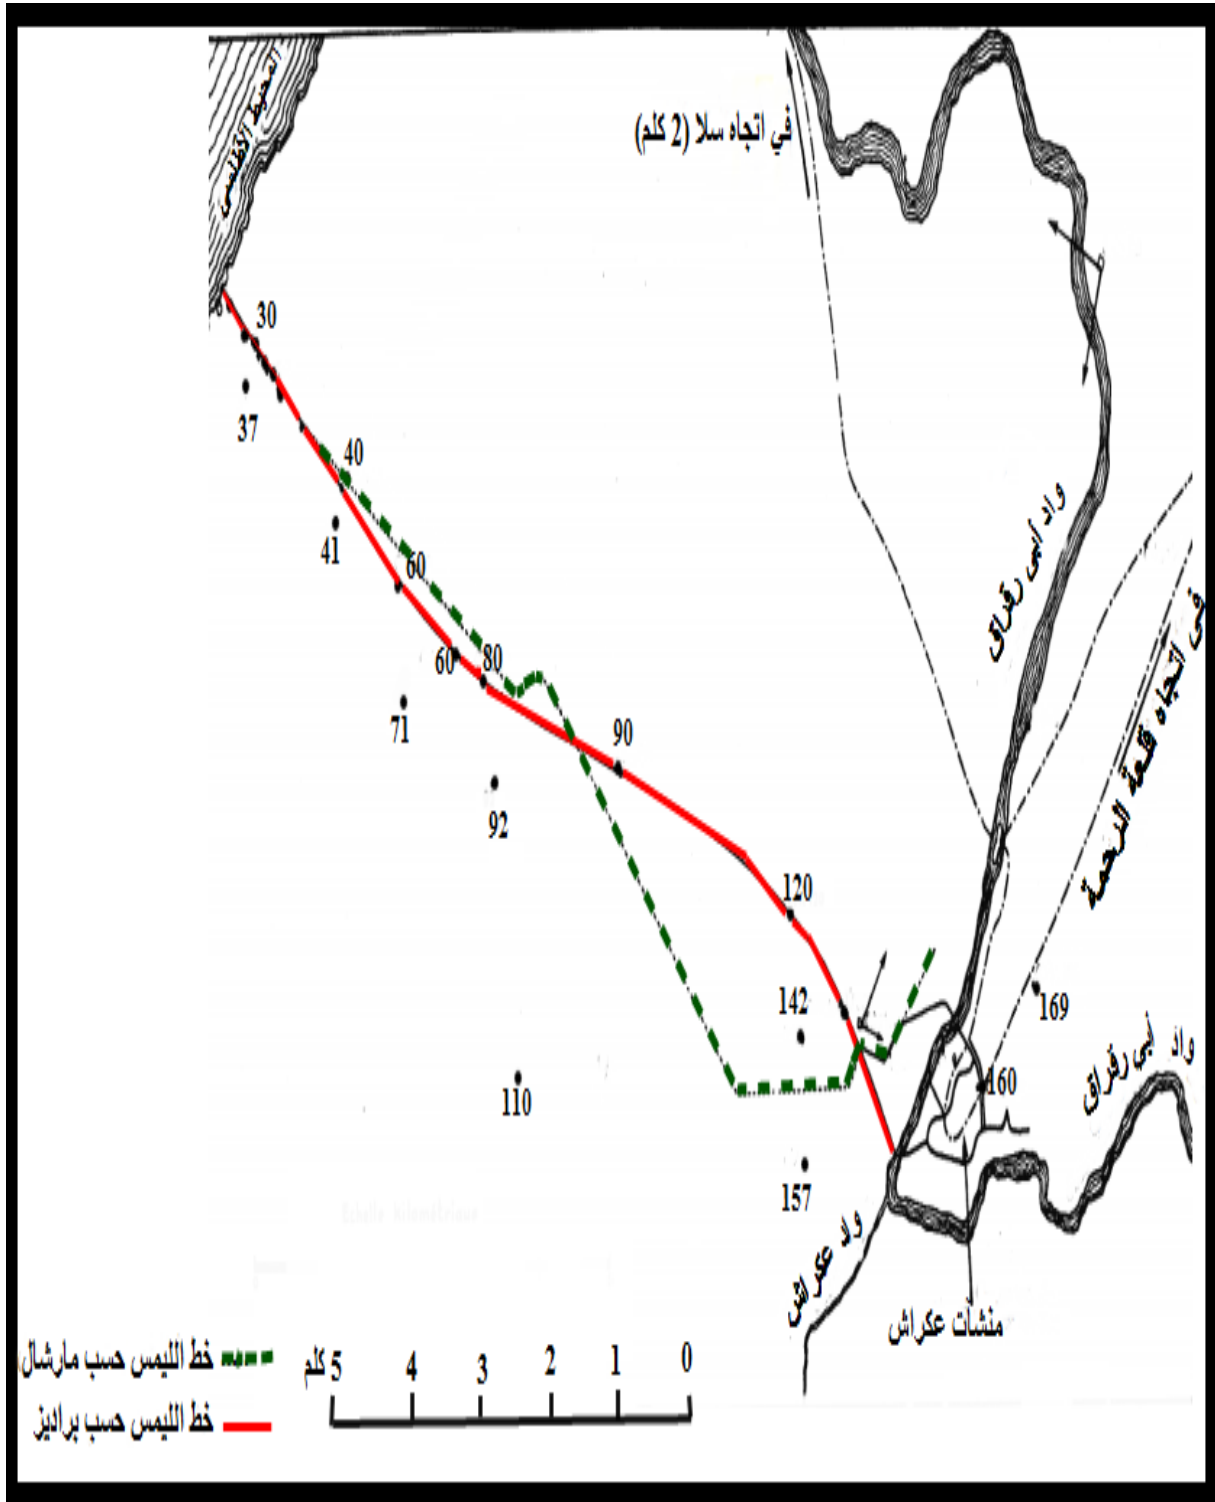 المحيط الأطلسي
في اتجاه سلا (2 كلم)
30
37
40
واد أبي رقراق
41
60
في اتجاه قلعة الرحمة
60
80
71
90
92
120
142
169
واد أبي رقراق
160
110
157
واد عكراش
منشات عكراش
خط الليمس حسب مارشال
كلم 5 4 3 2 1 0
خط الليمس حسب براديز